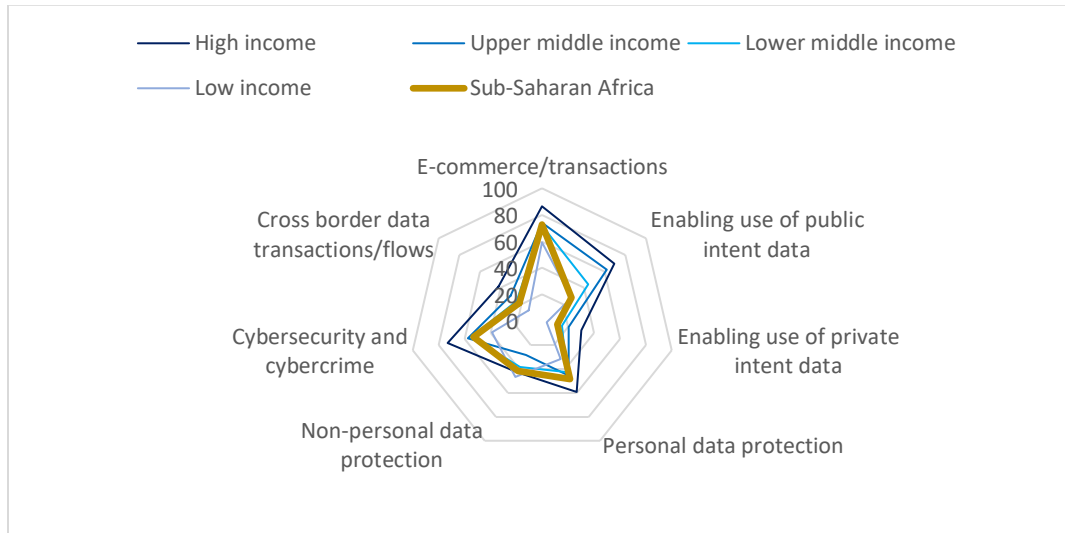 High income
Upper middle income
Lower middle income
Low income
Sub-Saharan Africa
E-commerce/transactions
100
80
60
40
20
0
Enabling use of public
intent data
Enabling use of private
intent data
Personal data protection
Non-personal data
protection
Cybersecurity and
cybercrime
Cross border data
transactions/flows